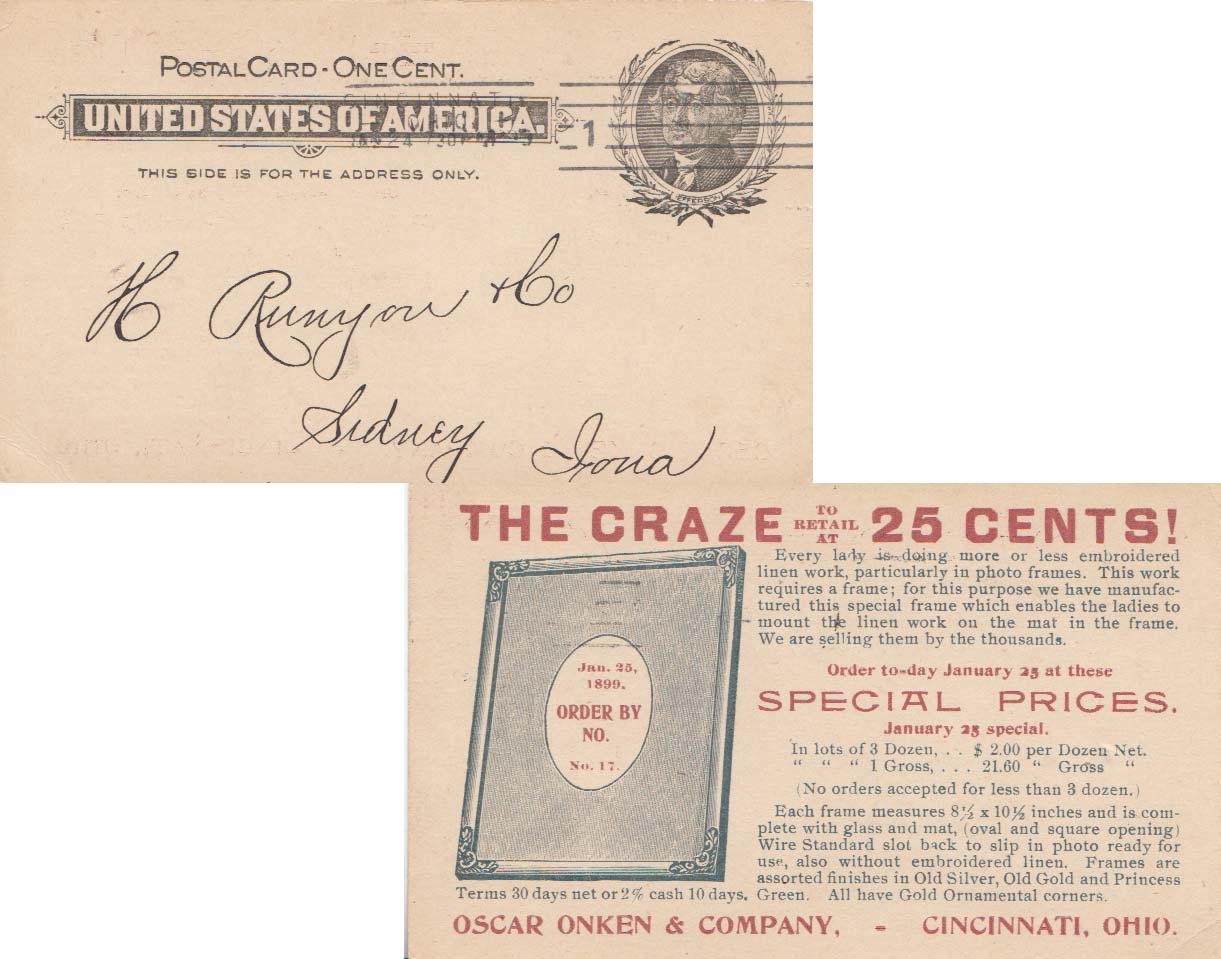 POSTAL CARD - ONE CENT.
UNITED STATES OF AMERICA.
THIS SIDE IS FOR THE ADDRESS ONLY.
CINCINNATI
OHIO
JAN 24
1
JEFFERSON
H Runyon & Co
Sidney Iowa
THE CRAZE TO RETAIL AT 25 CENTS!
Every lady is doing more or less embroidered
linen work, particularly in photo frames. This work
requires a frame; for this purpose we have manufac-
tured this special frame which enables the ladies to
mount the linen work on the mat in the frame.
We are selling them by the thousands.
Jan. 25,
1899.
ORDER BY
NO.
No. 17.
Order to-day January 25 at these
SPECIAL PRICES.
January 25 special.
In lots of 3 Dozen, . . $ 2.00 per Dozen Net.
“ “ “ 1 Gross, . . . 21.60 “ Gross “
(No orders accepted for less than 3 dozen.)
Each frame measures 8½ x 10½ inches and is com-
plete with glass and mat, (oval and square opening)
Wire Standard slot back to slip in photo ready for
use, also without embroidered linen. Frames are
assorted finishes in Old Silver, Old Gold and Princess
Green. All have Gold Ornamental corners.
Terms 30 days net or 2% cash 10 days.
OSCAR ONKEN & COMPANY, - CINCINNATI, OHIO.